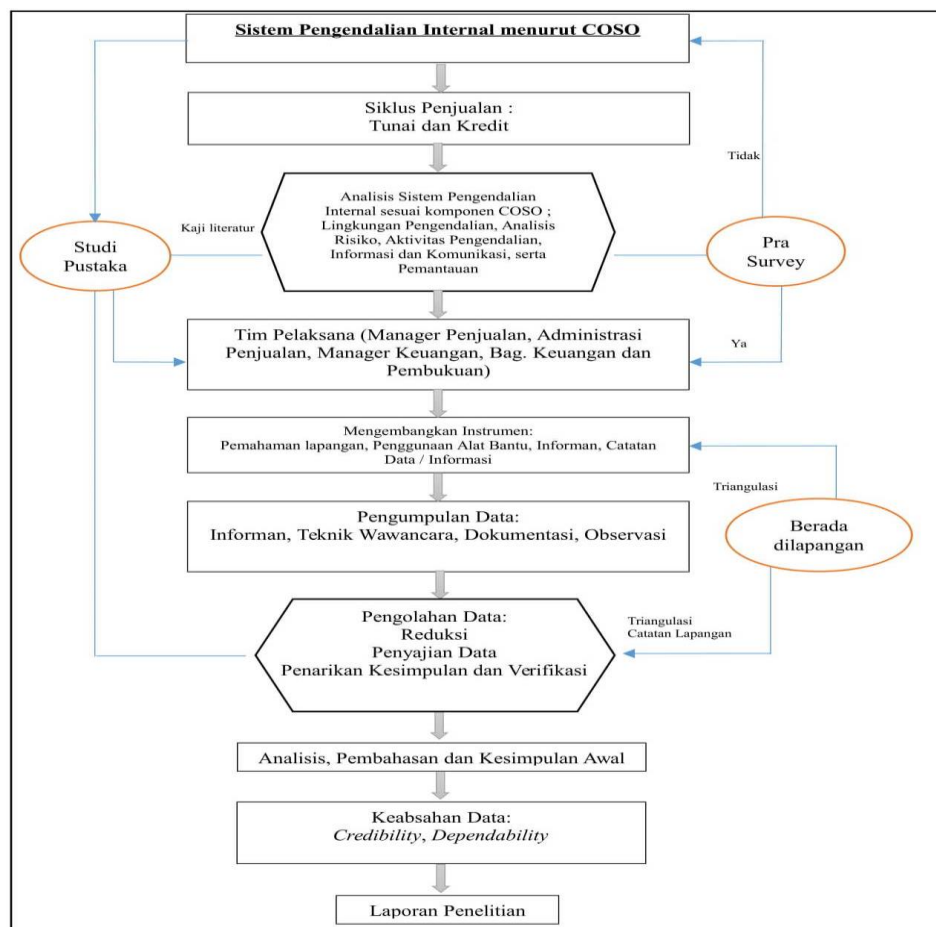 Sistem Pengendalian Internal menurut COSO
Siklus Penjualan :
Tunai dan Kredit
Tidak
Analisis Sistem Pengendalian
Internal sesuai komponen COSO ;
Lingkungan Pengendalian, Analisis
Risiko, Aktivitas Pengendalian,
Informasi dan Komunikasi, serta
Pemantauan
Kaji literatur
Studi
Pustaka
Pra
Survey
Tim Pelaksana (Manager Penjualan, Administrasi
Penjualan, Manager Keuangan, Bag. Keuangan dan
Pembukuan)
Ya
Mengembangkan Instrumen:
Pemahaman lapangan, Penggunaan Alat Bantu, Informan, Catatan
Data / Informasi
Triangulasi
Pengumpulan Data:
Informan, Teknik Wawancara, Dokumentasi, Observasi
Berada
dilapangan
Pengolahan Data:
Reduksi
Penyajian Data
Penarikan Kesimpulan dan Verifikasi
Triangulasi
Catatan Lapangan
Analisis, Pembahasan dan Kesimpulan Awal
Keabsahan Data:
Credibility, Dependability
Laporan Penelitian